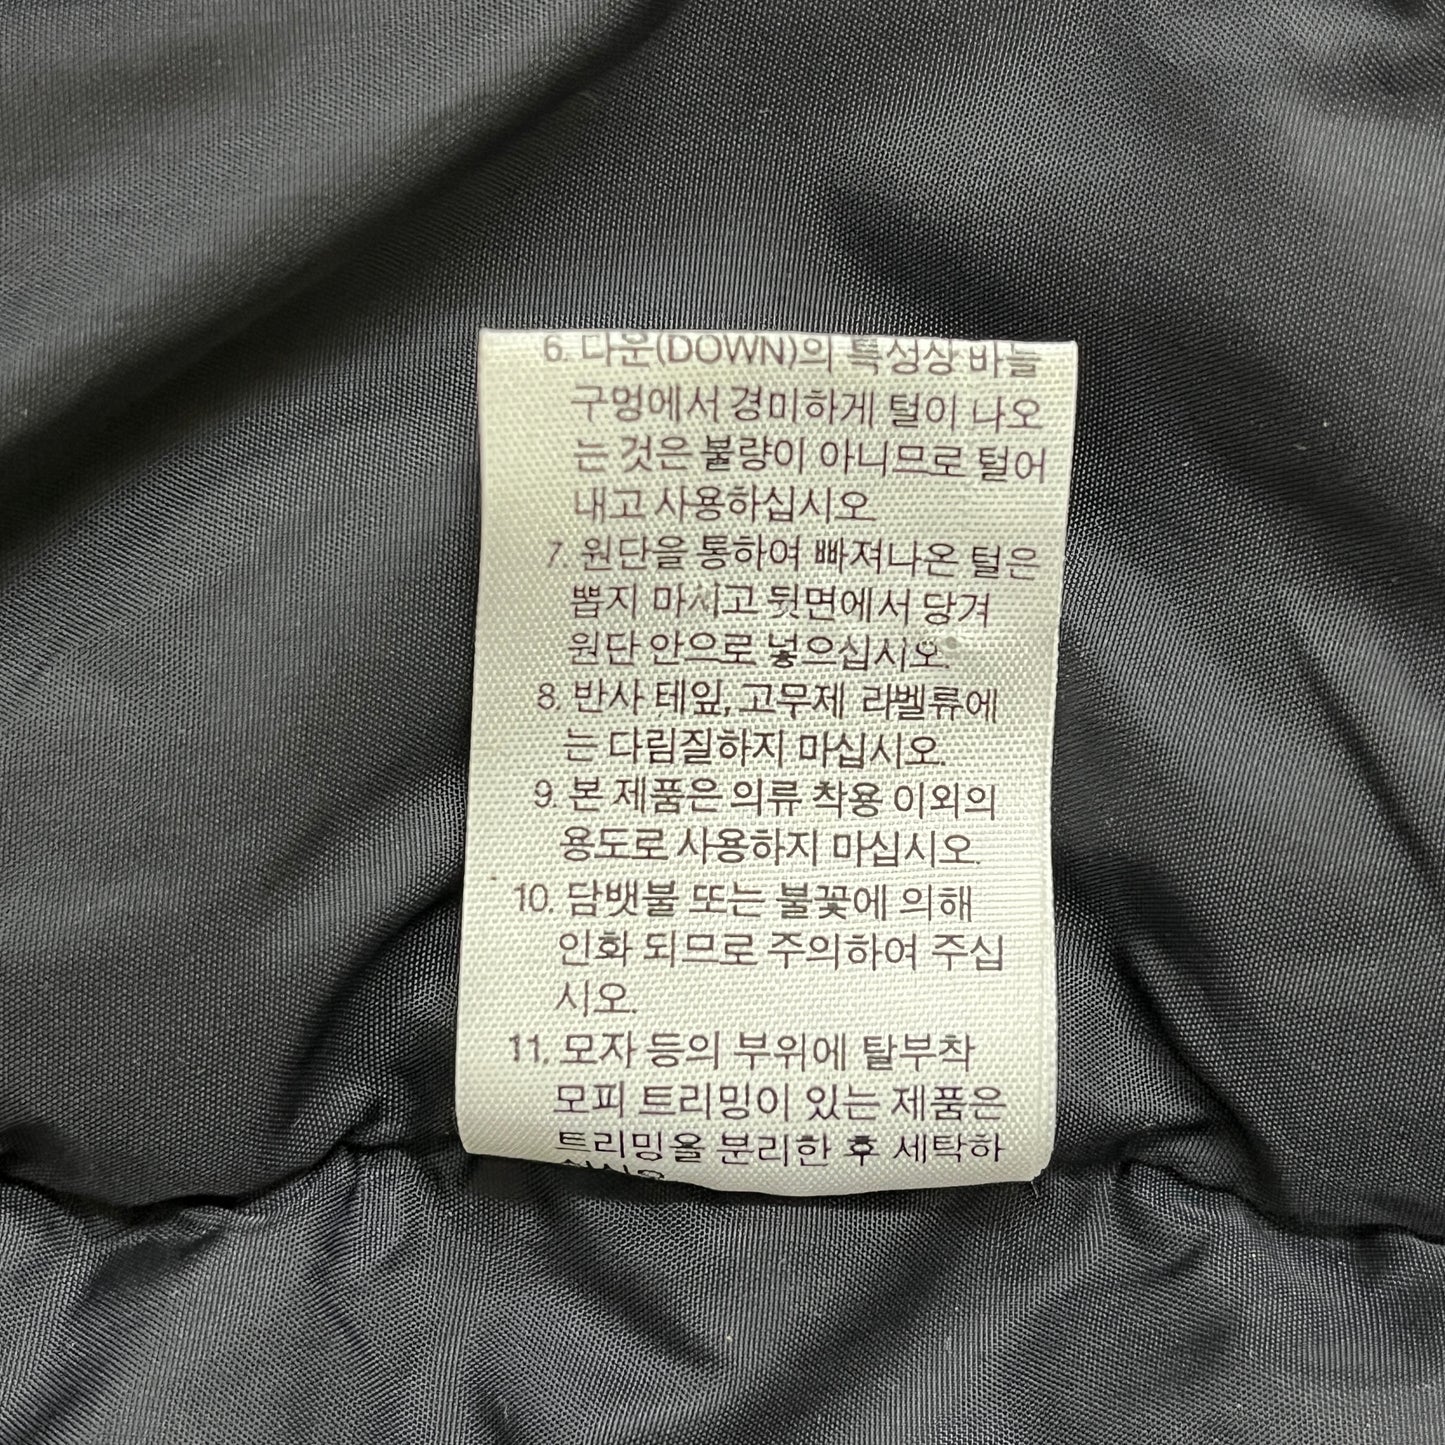 6. 다운(DOWN)의 특성상 바늘
구멍에서 경미하게 털이 나오
는 것은 불량이 아니므로 털어
내고 사용하십시오.
7. 원단을 통하여 빠져나온 털은
뽑지 마시고 뒷면에서 당겨
원단 안으로 넣으십시오.
8. 반사 테잎, 고무제 라벨류에
는 다림질하지 마십시오.
9. 본 제품은 의류 착용 이외의
용도로 사용하지 마십시오.
10. 담뱃불 또는 불꽃에 의해
인화 되므로 주의하여 주십
시오.
11. 모자 등의 부위에 탈부착
모피 트리밍이 있는 제품은
트리밍을 분리한 후 세탁하